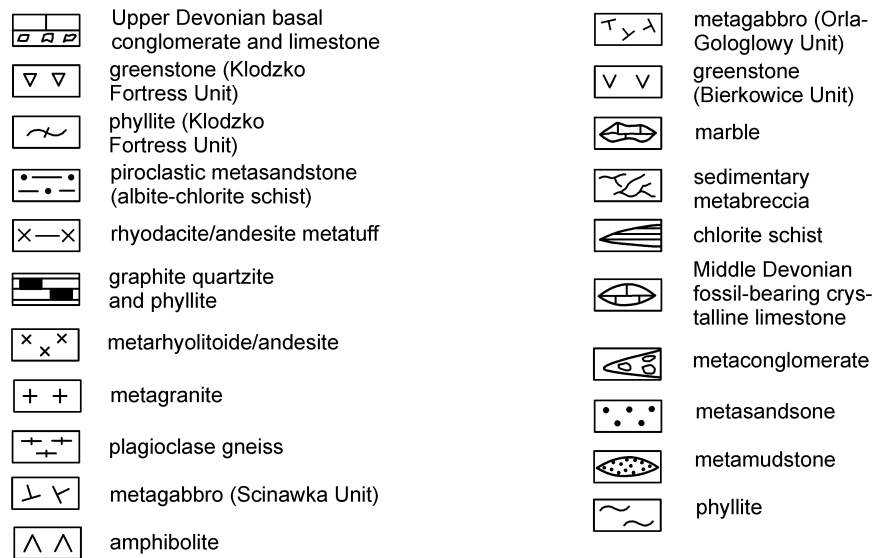 Upper Devonian basal
conglomerate and limestone
greenstone (Klodzko
Fortress Unit)
phyllite (Klodzko
Fortress Unit)
piroclastic metasandstone
(albite-chlorite schist)
rhyodacite/andesite metatuff
graphite quartzite
and phyllite
metarhyolitoide/andesite
metagranite
plagioclase gneiss
metagabbro (Scinawka Unit)
amphibolite
metagabbro (Orla-
Gologlowy Unit)
greenstone
(Bierkowice Unit)
marble
sedimentary
metabreccia
chlorite schist
Middle Devonian
fossil-bearing crys-
talline limestone
metaconglomerate
metasandsone
metamudstone
phyllite